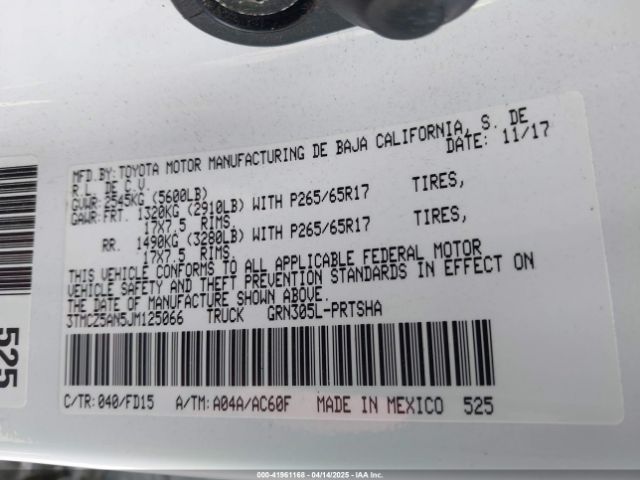 MFD.BY:TOYOTA MOTOR MANUFACTURING DE BAJA CALIFORNIA, S. DE
R.L. DE C.V. DATE: 11/17
GVWR:2545KG (5600LB)
GAWR:FRT. 1320KG (2910LB) WITH P265/65R17 TIRES,
17X7.5 RIMS,
RR. 1490KG (3280LB) WITH P265/65R17 TIRES,
17X7.5 RIMS.
THIS VEHICLE CONFORMS TO ALL APPLICABLE FEDERAL MOTOR
VEHICLE SAFETY AND THEFT PREVENTION STANDARDS IN EFFECT ON
THE DATE OF MANUFACTURE SHOWN ABOVE.
3TMCZ5AN5JM125066 TRUCK GRN305L-PRTSHA
C/TR:040/FD15 A/TM:A04A/AC60F MADE IN MEXICO 525
525
000-41961168 04/14/2025 IAAHC